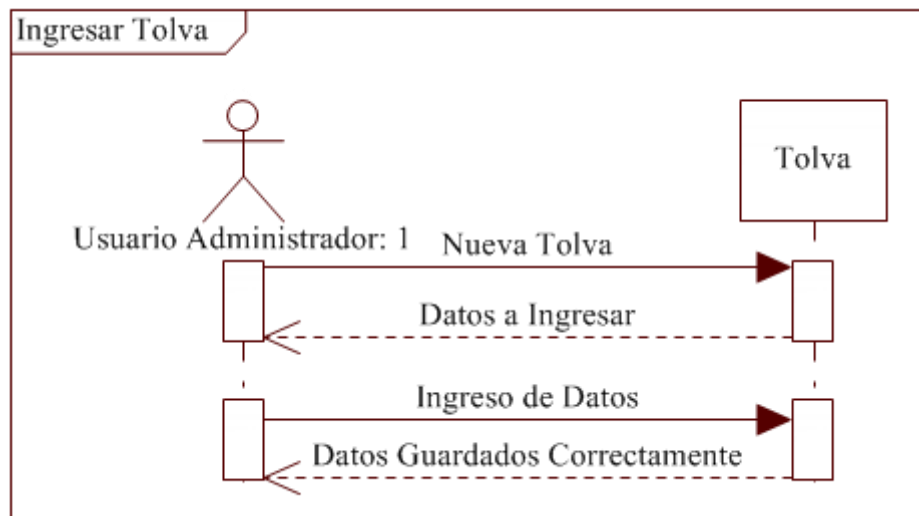 Ingresar Tolva
Tolva
Usuario Administrador: 1
Nueva Tolva
Datos a Ingresar
Ingreso de Datos
Datos Guardados Correctamente